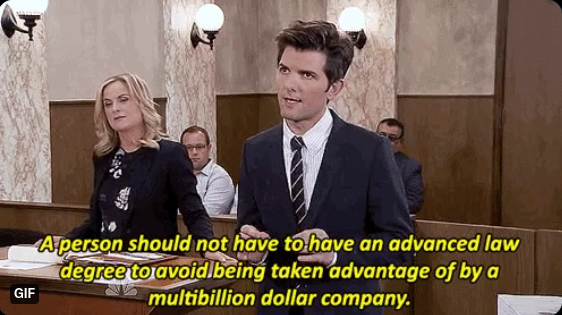 A person should not have to have an advanced law
degree to avoid being taken advantage of by a
multibillion dollar company.
GIF